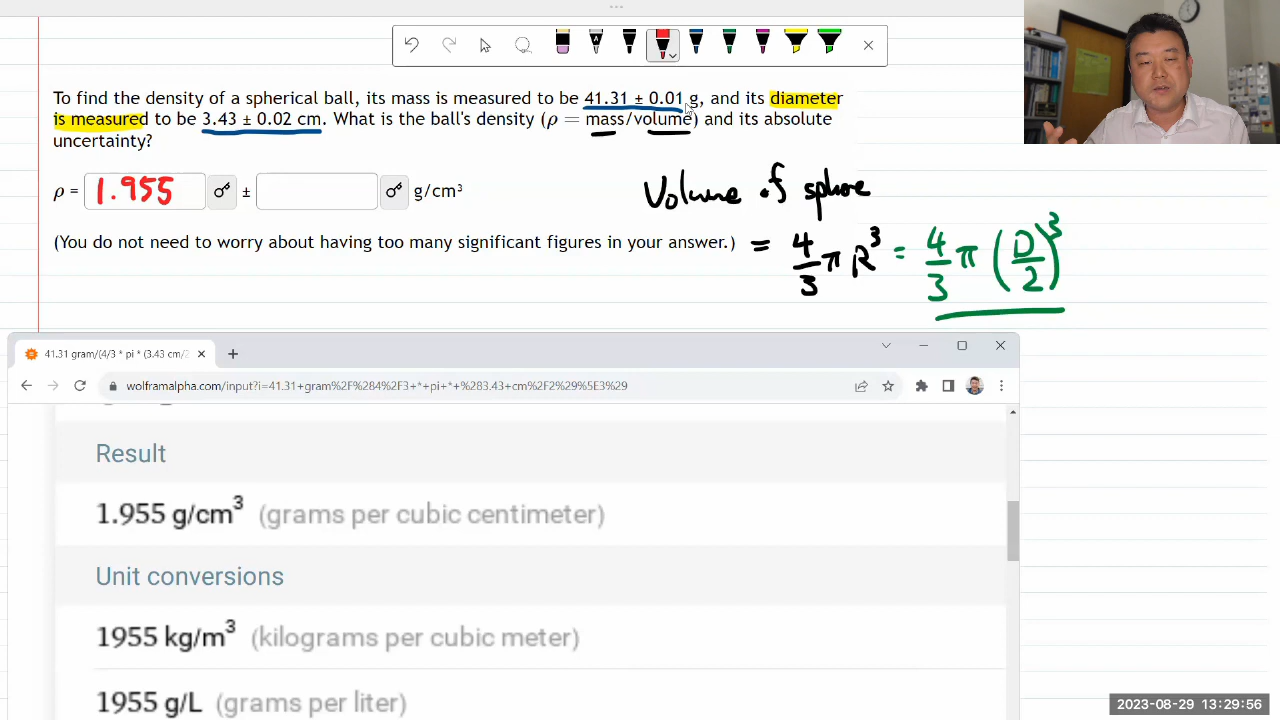 To find the density of a spherical ball, its mass is measured to be 41.31 ± 0.01 g, and its diameter
is measured to be 3.43 ± 0.02 cm. What is the ball's density (ρ = mass/volume) and its absolute
uncertainty?
ρ = 1.955 ± g/cm³
Volume of sphere
(You do not need to worry about having too many significant figures in your answer.) = 4/3 π R³ = 4/3 π (D/2)³
41.31 gram/(4/3 * pi * (3.43 cm/2
wolframalpha.com/input?i=41.31+gram%2F%284%2F3+*+pi+*+%283.43+cm%2F2%29%5E3%29
Result
1.955 g/cm³ (grams per cubic centimeter)
Unit conversions
1955 kg/m³ (kilograms per cubic meter)
1955 g/L (grams per liter)
2023-08-29 13:29:56